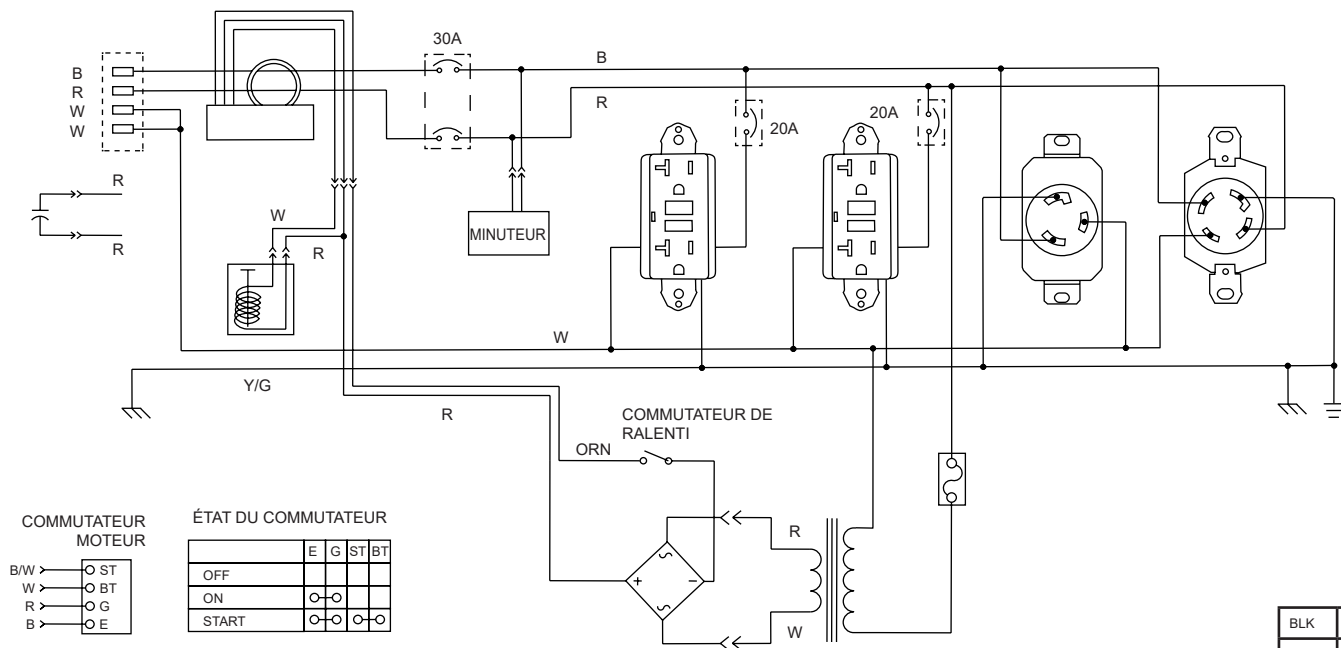 30A
B
B
R
R
W
W
20A
20A
R
R
W
R
MINUTEUR
W
Y/G
R
COMMUTATEUR DE
RALENTI
ORN
R
W
+
-
COMMUTATEUR
MOTEUR
B/W ST
W BT
R G
B E
ÉTAT DU COMMUTATEUR
E G ST BT
OFF
ON
START
BLK